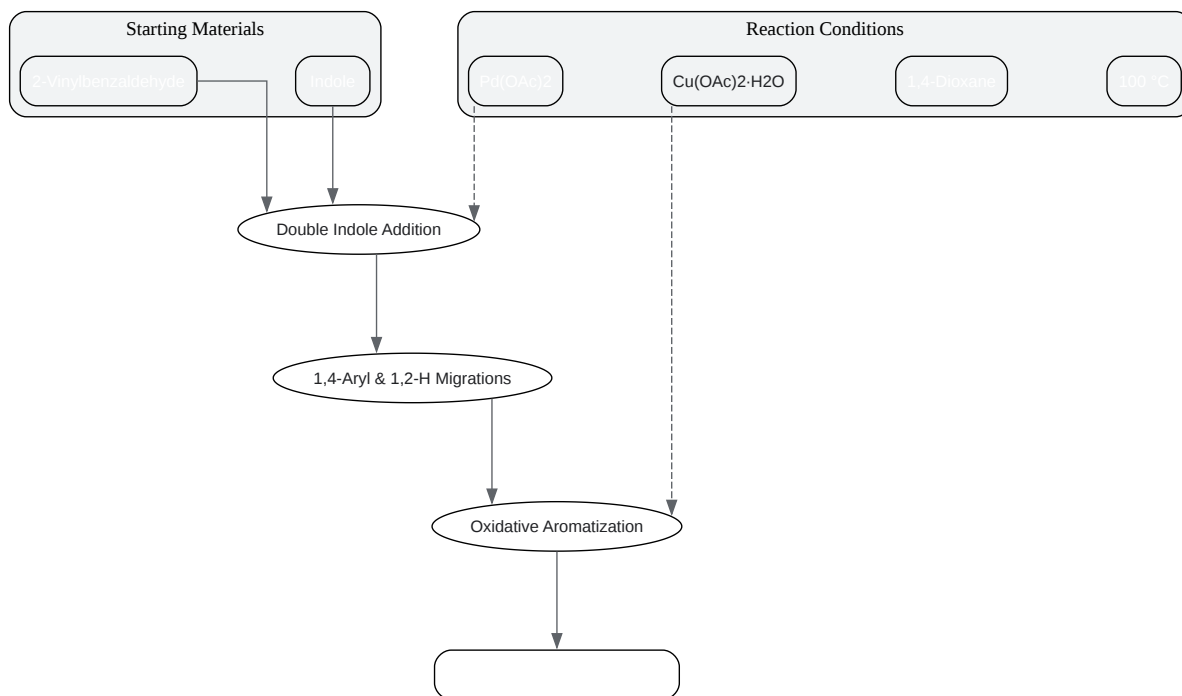 Starting Materials
Reaction Conditions
2-Vinylbenzaldehyde
Indole
Pd(OAc)2
Cu(OAc)2·H2O
1,4-Dioxane
100 °C
Double Indole Addition
1,4-Aryl & 1,2-H Migrations
Oxidative Aromatization